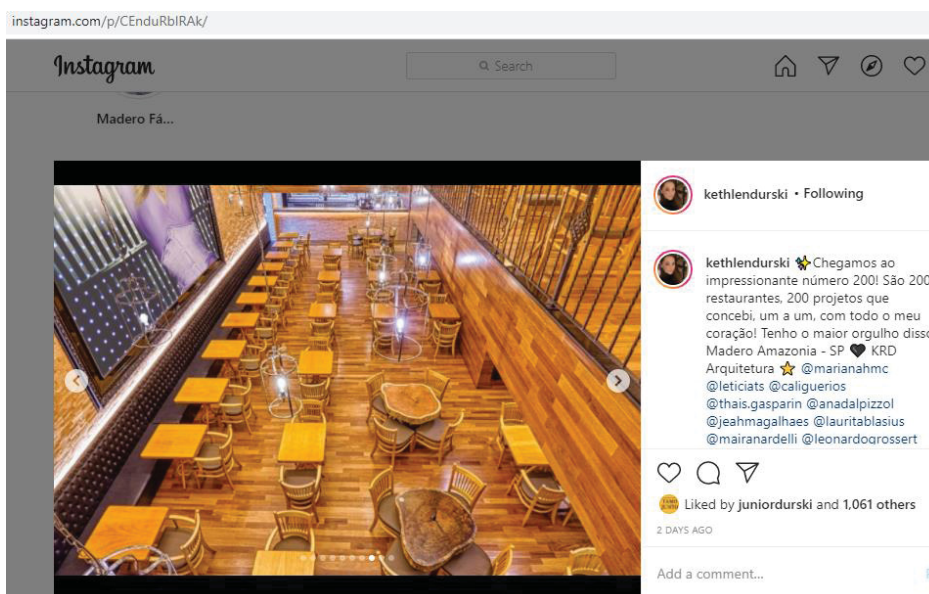 instagram.com/p/CEnduRbIRAk/
Instagram
Search
Madero Fá...
kethlendurski • Following
kethlendurski ✨Chegamos ao
impressionante número 200! São 200
restaurantes, 200 projetos que
concebi, um a um, com todo o meu
coração! Tenho o maior orgulho disso
Madero Amazonia - SP 🖤 KRD
Arquitetura ⭐ @marianahmc
@leticiats @caliguerios
@thais.gasparin @anadalpizzol
@jeahmagalhaes @lauritablasius
@mairanardelli @leonardogrossert
Liked by juniordurski and 1,061 others
2 DAYS AGO
Add a comment...